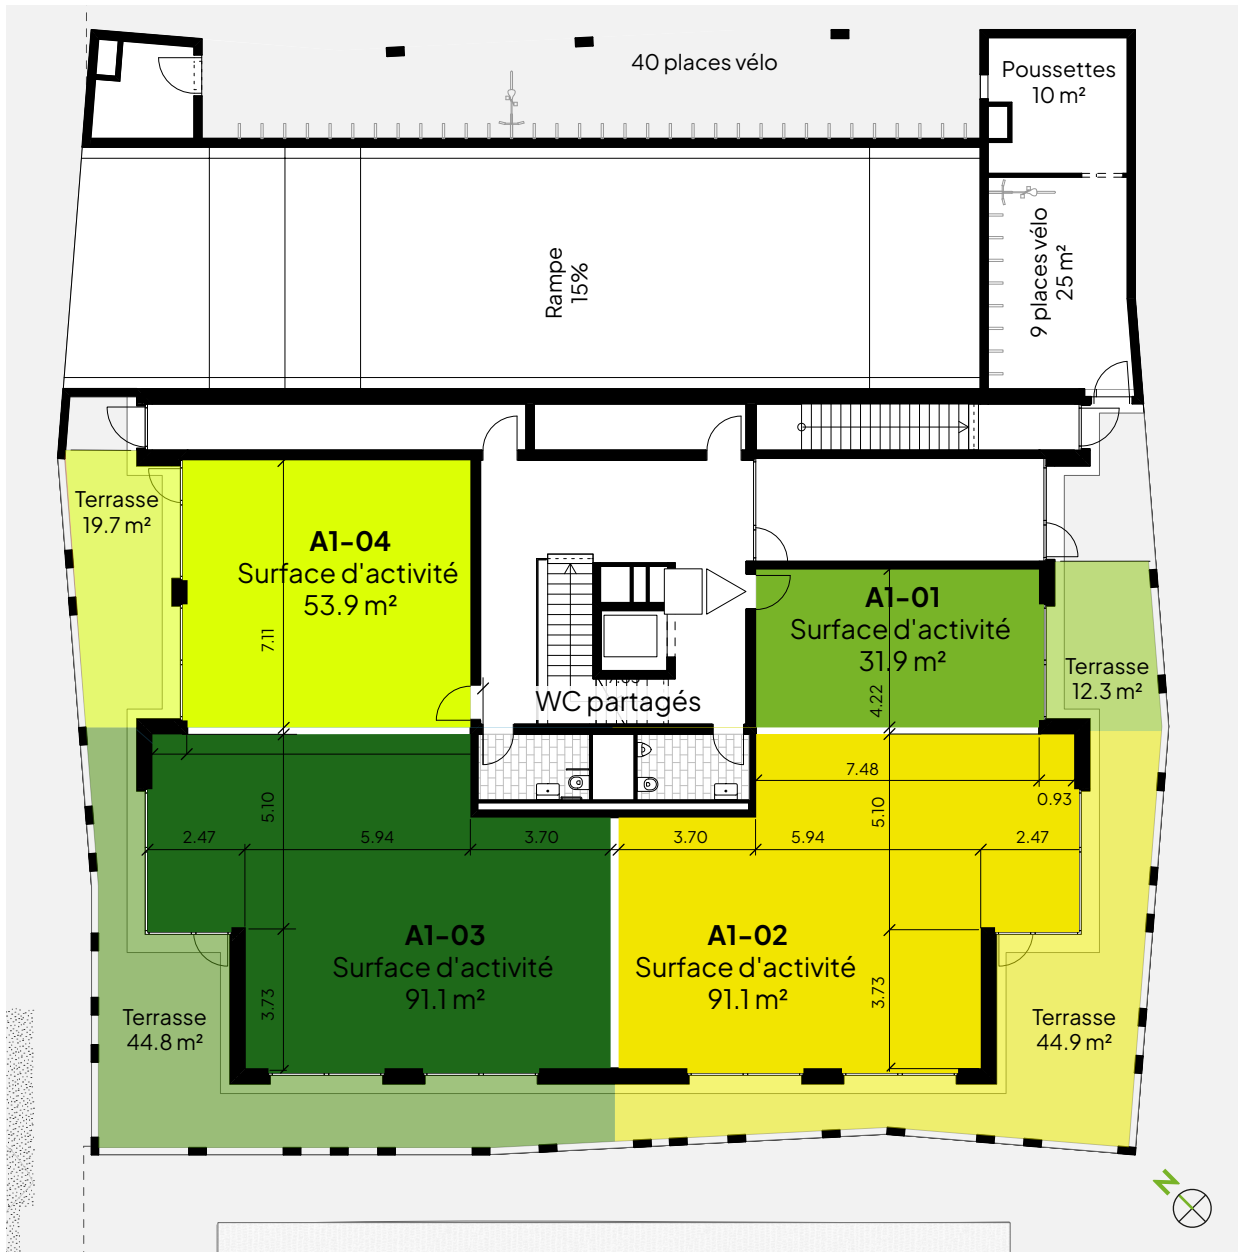 40 places vélo
Poussettes
10 m²
9 places vélo
25 m²
Rampe
15%
Terrasse
19.7 m²
A1-04
Surface d'activité
53.9 m²
7.11
A1-01
Surface d'activité
31.9 m²
4.22
Terrasse
12.3 m²
WC partagés
7.48
0.93
5.10
5.10
2.47
5.94
3.70
3.70
5.94
2.47
A1-03
Surface d'activité
91.1 m²
3.73
A1-02
Surface d'activité
91.1 m²
3.73
Terrasse
44.8 m²
Terrasse
44.9 m²
N